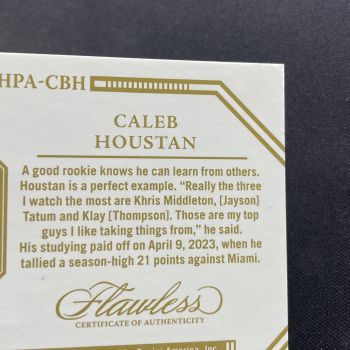 HPA-CBH
CALEB
HOUSTAN
A good rookie knows he can learn from others.
Houstan is a perfect example. “Really the three
I watch the most are Khris Middleton, [Jayson]
Tatum and Klay [Thompson]. Those are my top
guys I like taking things from,” he said.
His studying paid off on April 9, 2023, when he
tallied a season-high 21 points against Miami.
Flawless
CERTIFICATE OF AUTHENTICITY
America, Inc.